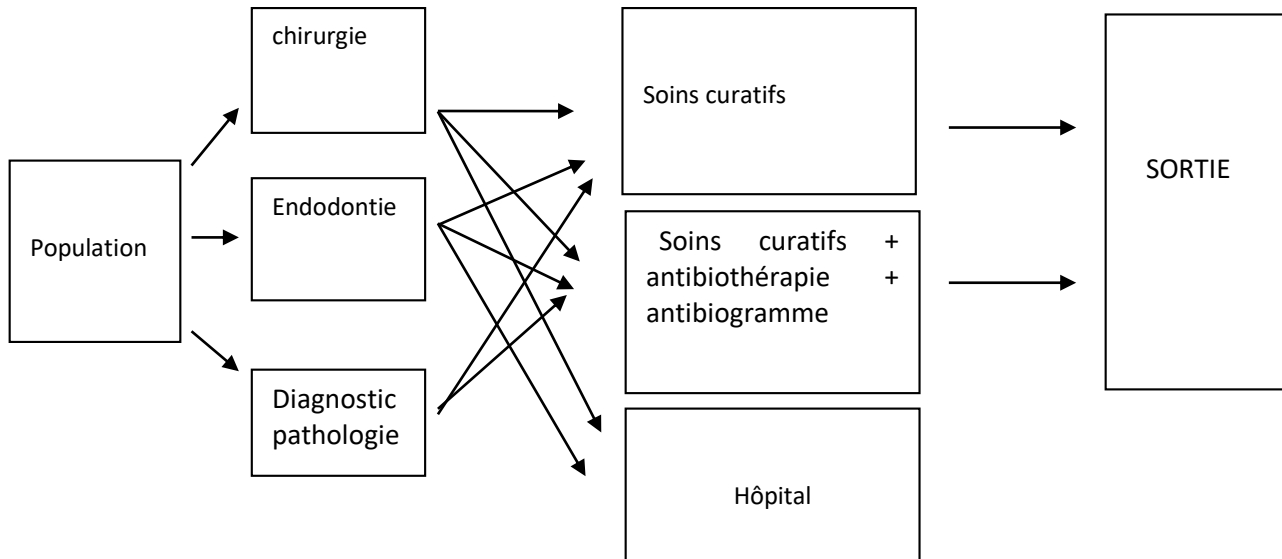 chirurgie
Soins curatifs
SORTIE
Population
Endodontie
Soins curatifs +
antibiothérapie +
antibiogramme
Diagnostic
pathologie
Hôpital